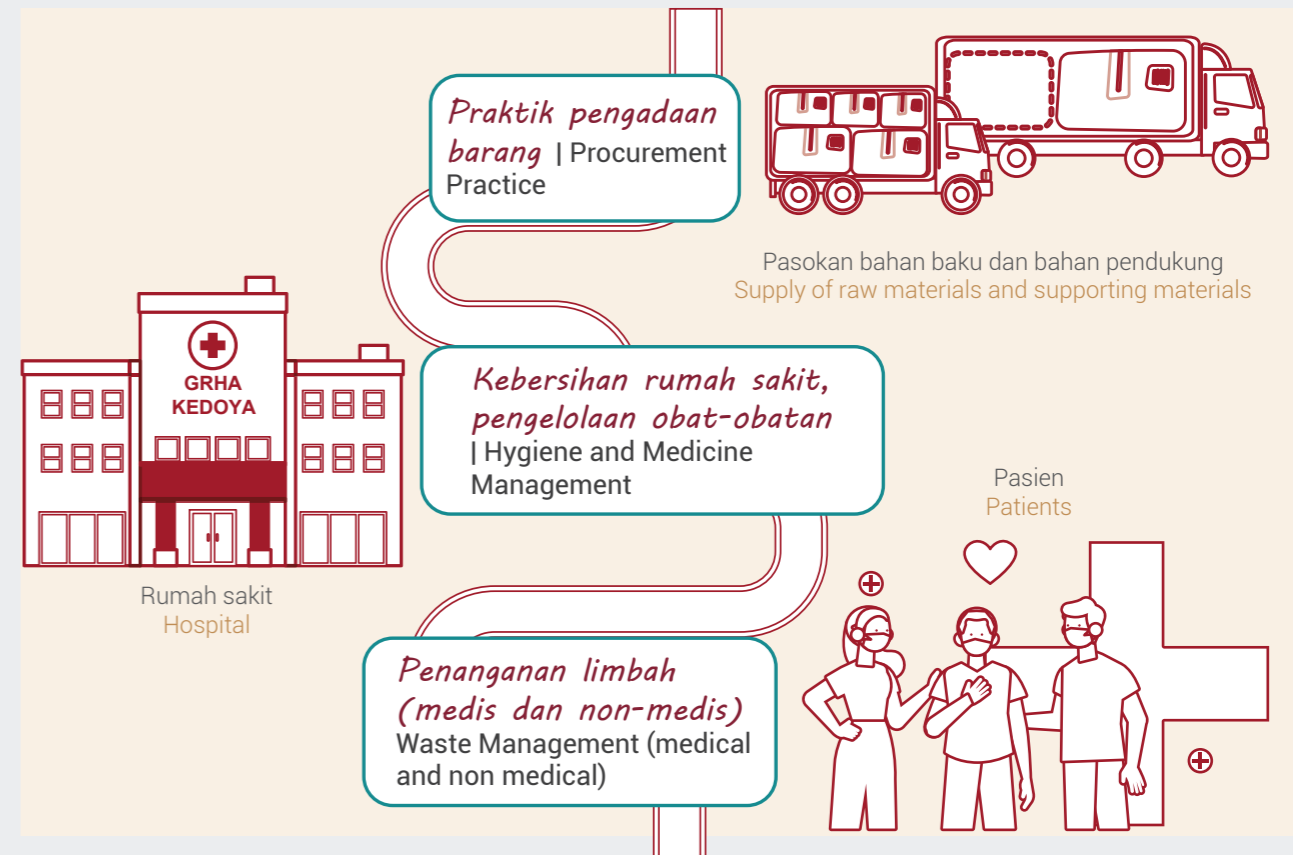 Praktik pengadaan
barang | Procurement
Practice
Pasokan bahan baku dan bahan pendukung
Supply of raw materials and supporting materials
GRHA
KEDOYA
Rumah sakit
Hospital
Kebersihan rumah sakit,
pengelolaan obat-obatan
| Hygiene and Medicine
Management
Pasien
Patients
Penanganan limbah
(medis dan non-medis)
Waste Management (medical
and non medical)